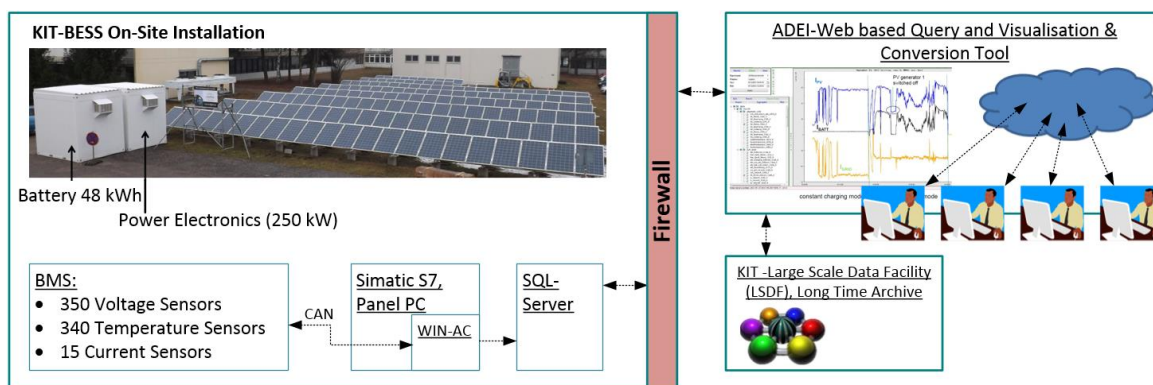 KIT-BESS On-Site Installation
Battery 48 kWh
Power Electronics (250 kW)
BMS:
• 350 Voltage Sensors
• 340 Temperature Sensors
• 15 Current Sensors
CAN
Simatic S7,
Panel PC
WIN-AC
SQL-
Server
Firewall
ADEI-Web based Query and Visualisation &
Conversion Tool
PV generator 1
switched off
constant charging mod
mode
KIT -Large Scale Data Facility
(LSDF), Long Time Archive